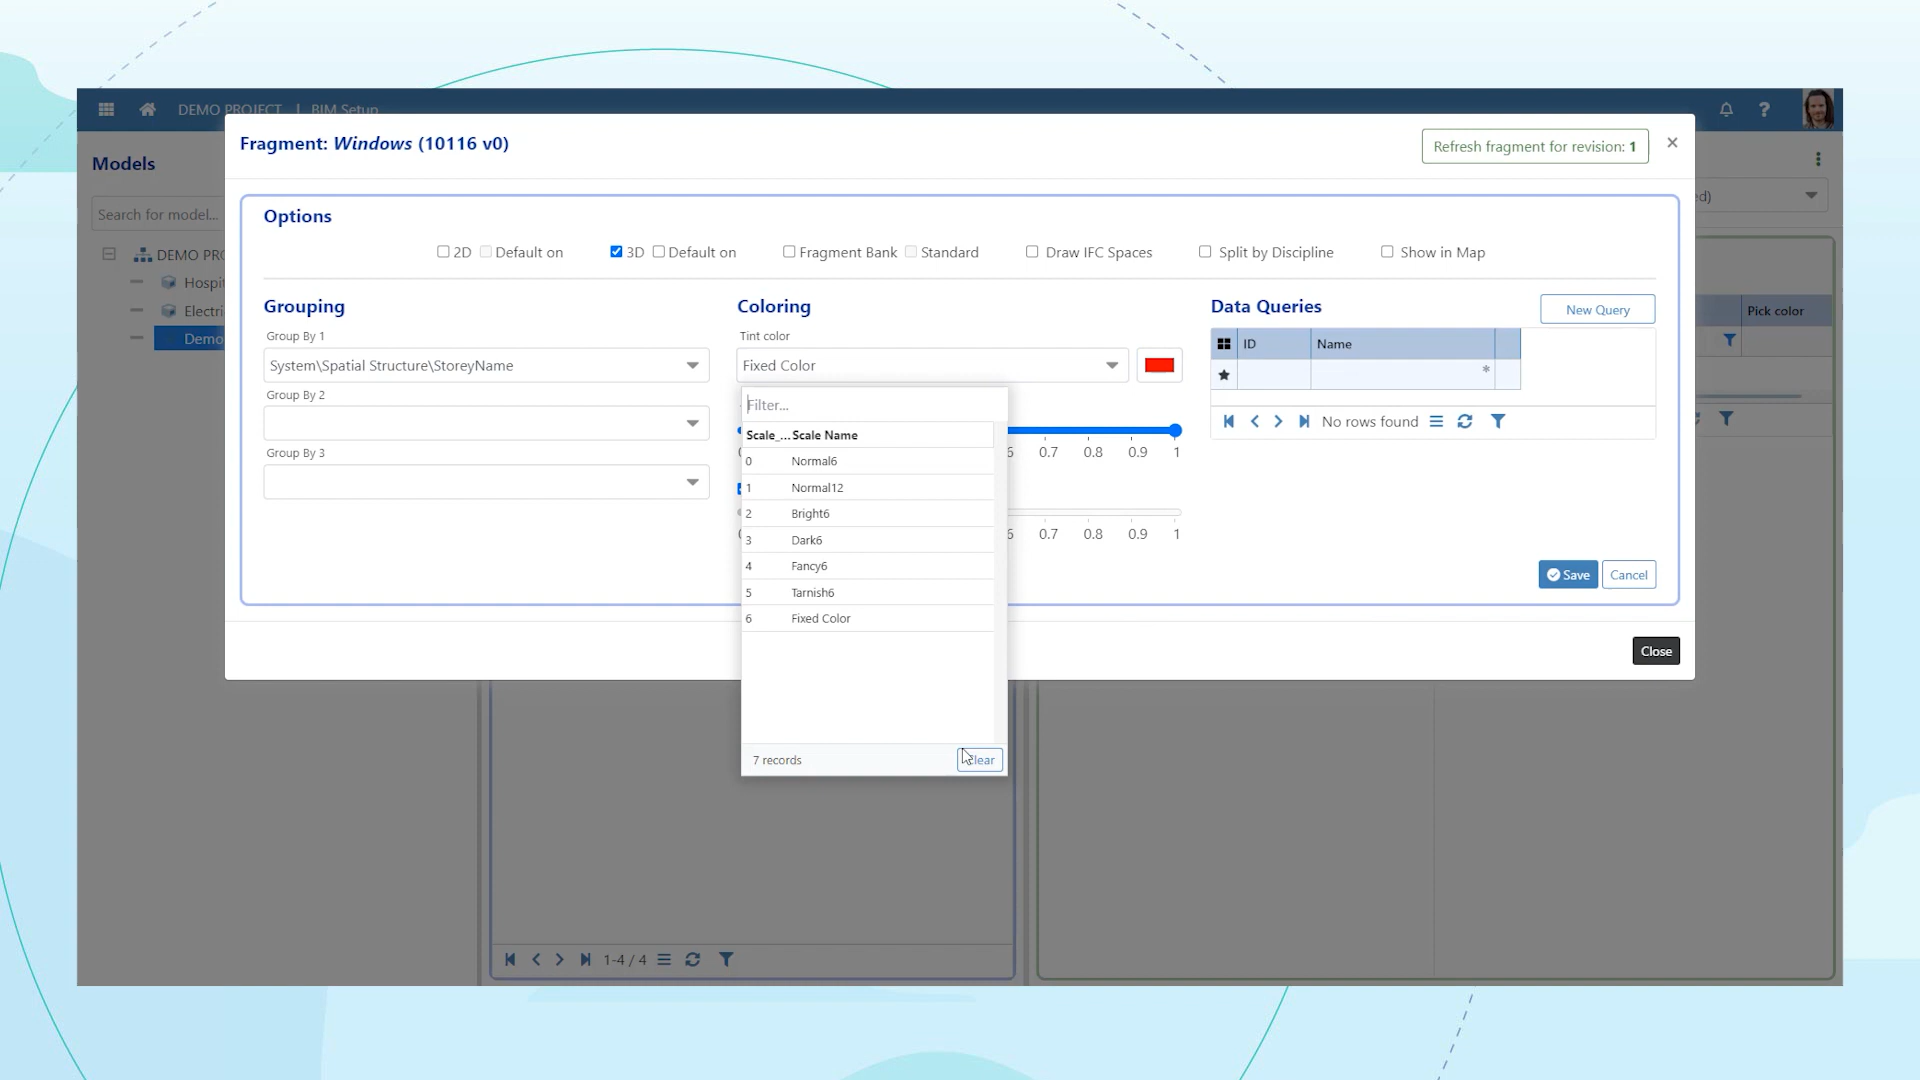 DEMO PROJECT | BIM Setup
Models
Search for model...
DEMO PRO
Hospit
Electri
Demo
Fragment: Windows (10116 v0)
Refresh fragment for revision: 1
Options
2D Default on 3D Default on Fragment Bank Standard Draw IFC Spaces Split by Discipline Show in Map
Grouping
Group By 1
System\Spatial Structure\StoreyName
Group By 2
Group By 3
Coloring
Tint color
Fixed Color
Filter...
Scale_... Scale Name
0 Normal6
1 Normal12
2 Bright6
3 Dark6
4 Fancy6
5 Tarnish6
6 Fixed Color
7 records
Clear
0.7 0.8 0.9 1
0.7 0.8 0.9 1
Data Queries
New Query
ID Name
*
No rows found
Save
Cancel
Close
ed)
Pick color
1-4 / 4